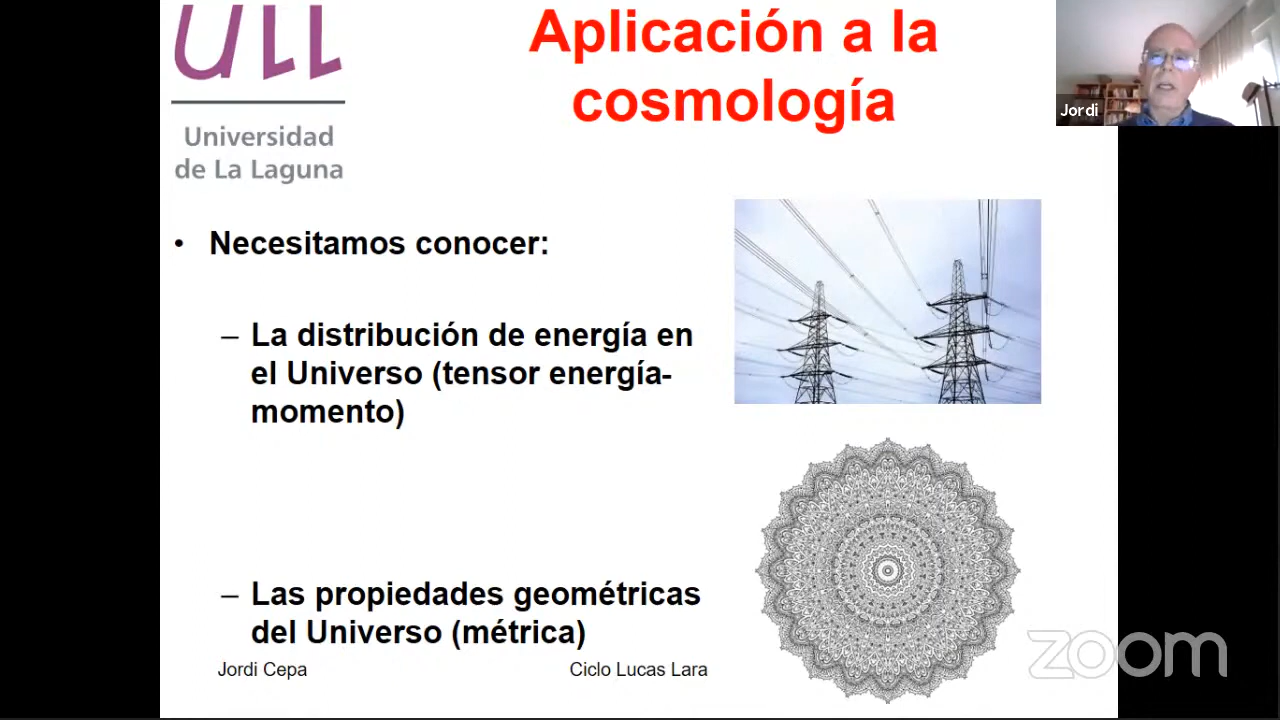 ULL
Universidad
de La Laguna
Aplicación a la
cosmología
Jordi
• Necesitamos conocer:
– La distribución de energía en
el Universo (tensor energía-
momento)
– Las propiedades geométricas
del Universo (métrica)
Jordi Cepa
Ciclo Lucas Lara
zoom